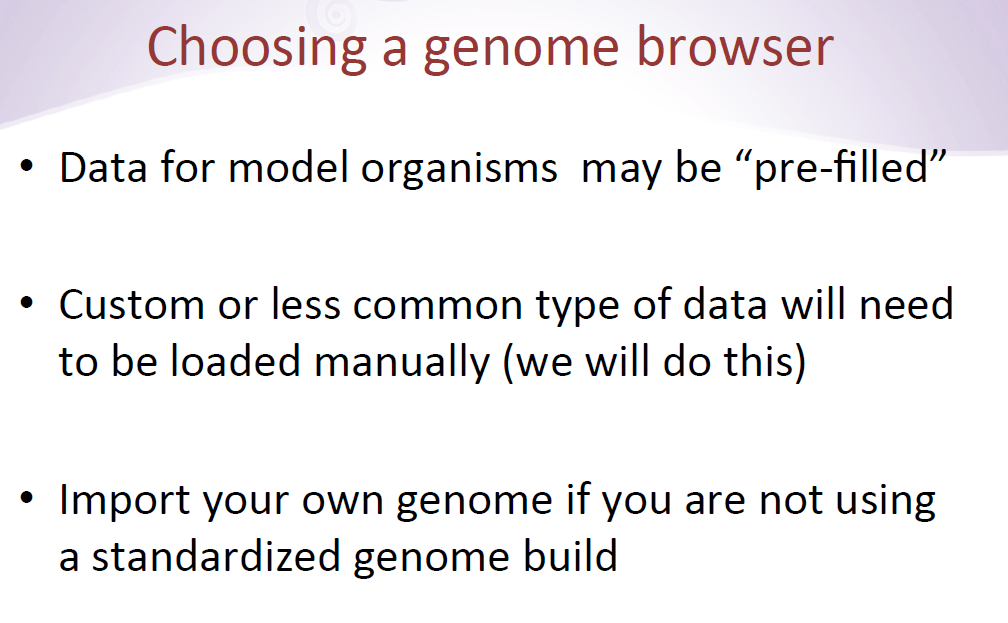 Choosing a genome browser
• Data for model organisms  may be “pre-filled”
• Custom or less common type of data will need
to be loaded manually (we will do this)
• Import your own genome if you are not using
a standardized genome build